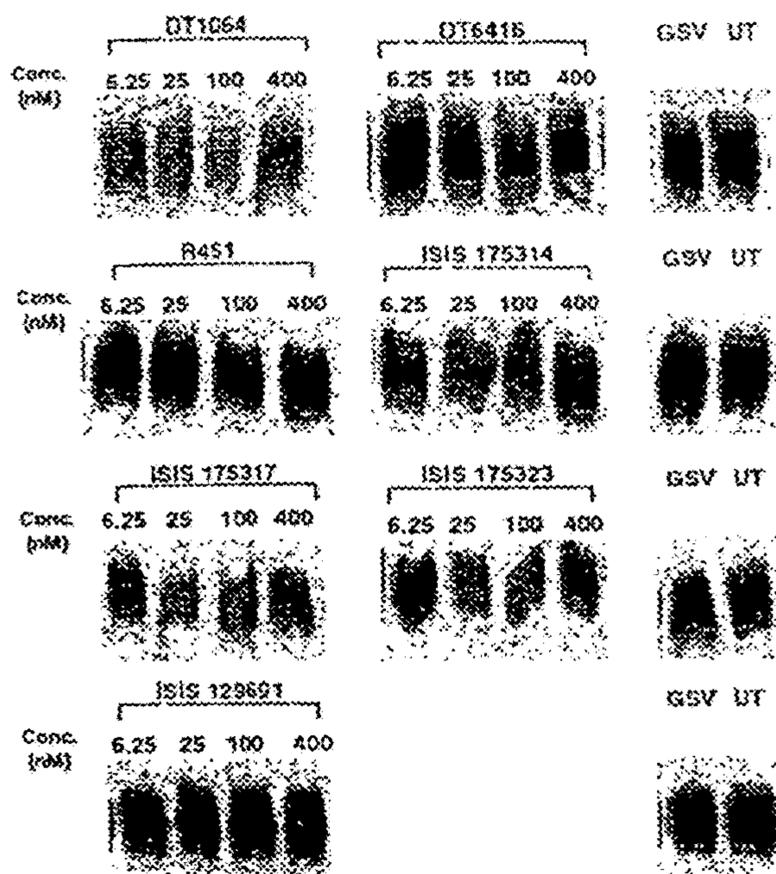 OT1064 OT6416 GSV UT
Conc. 6.25 25 100 400 6.25 25 100 400
(nM)
R451 ISIS 175314 GSV UT
Conc. 6.25 25 100 400 6.25 25 100 400
(nM)
ISIS 175317 ISIS 175323 GSV UT
Conc. 6.25 25 100 400 6.25 25 100 400
(nM)
ISIS 129691 GSV UT
Conc. 6.25 25 100 400
(nM)